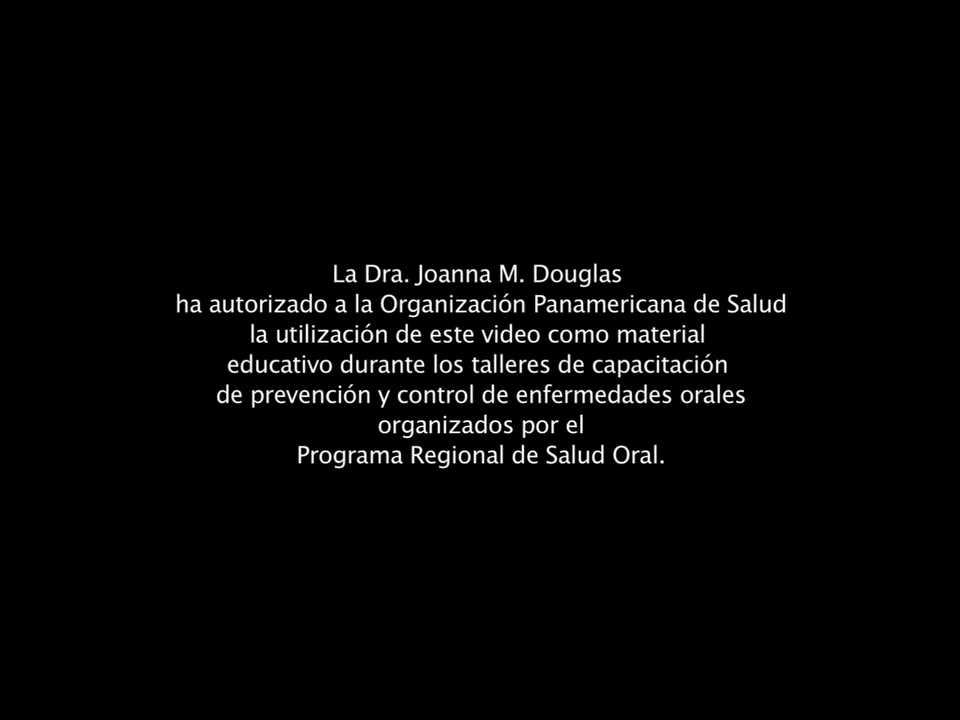 La Dra. Joanna M. Douglas
ha autorizado a la Organización Panamericana de Salud
la utilización de este video como material
educativo durante los talleres de capacitación
de prevención y control de enfermedades orales
organizados por el
Programa Regional de Salud Oral.